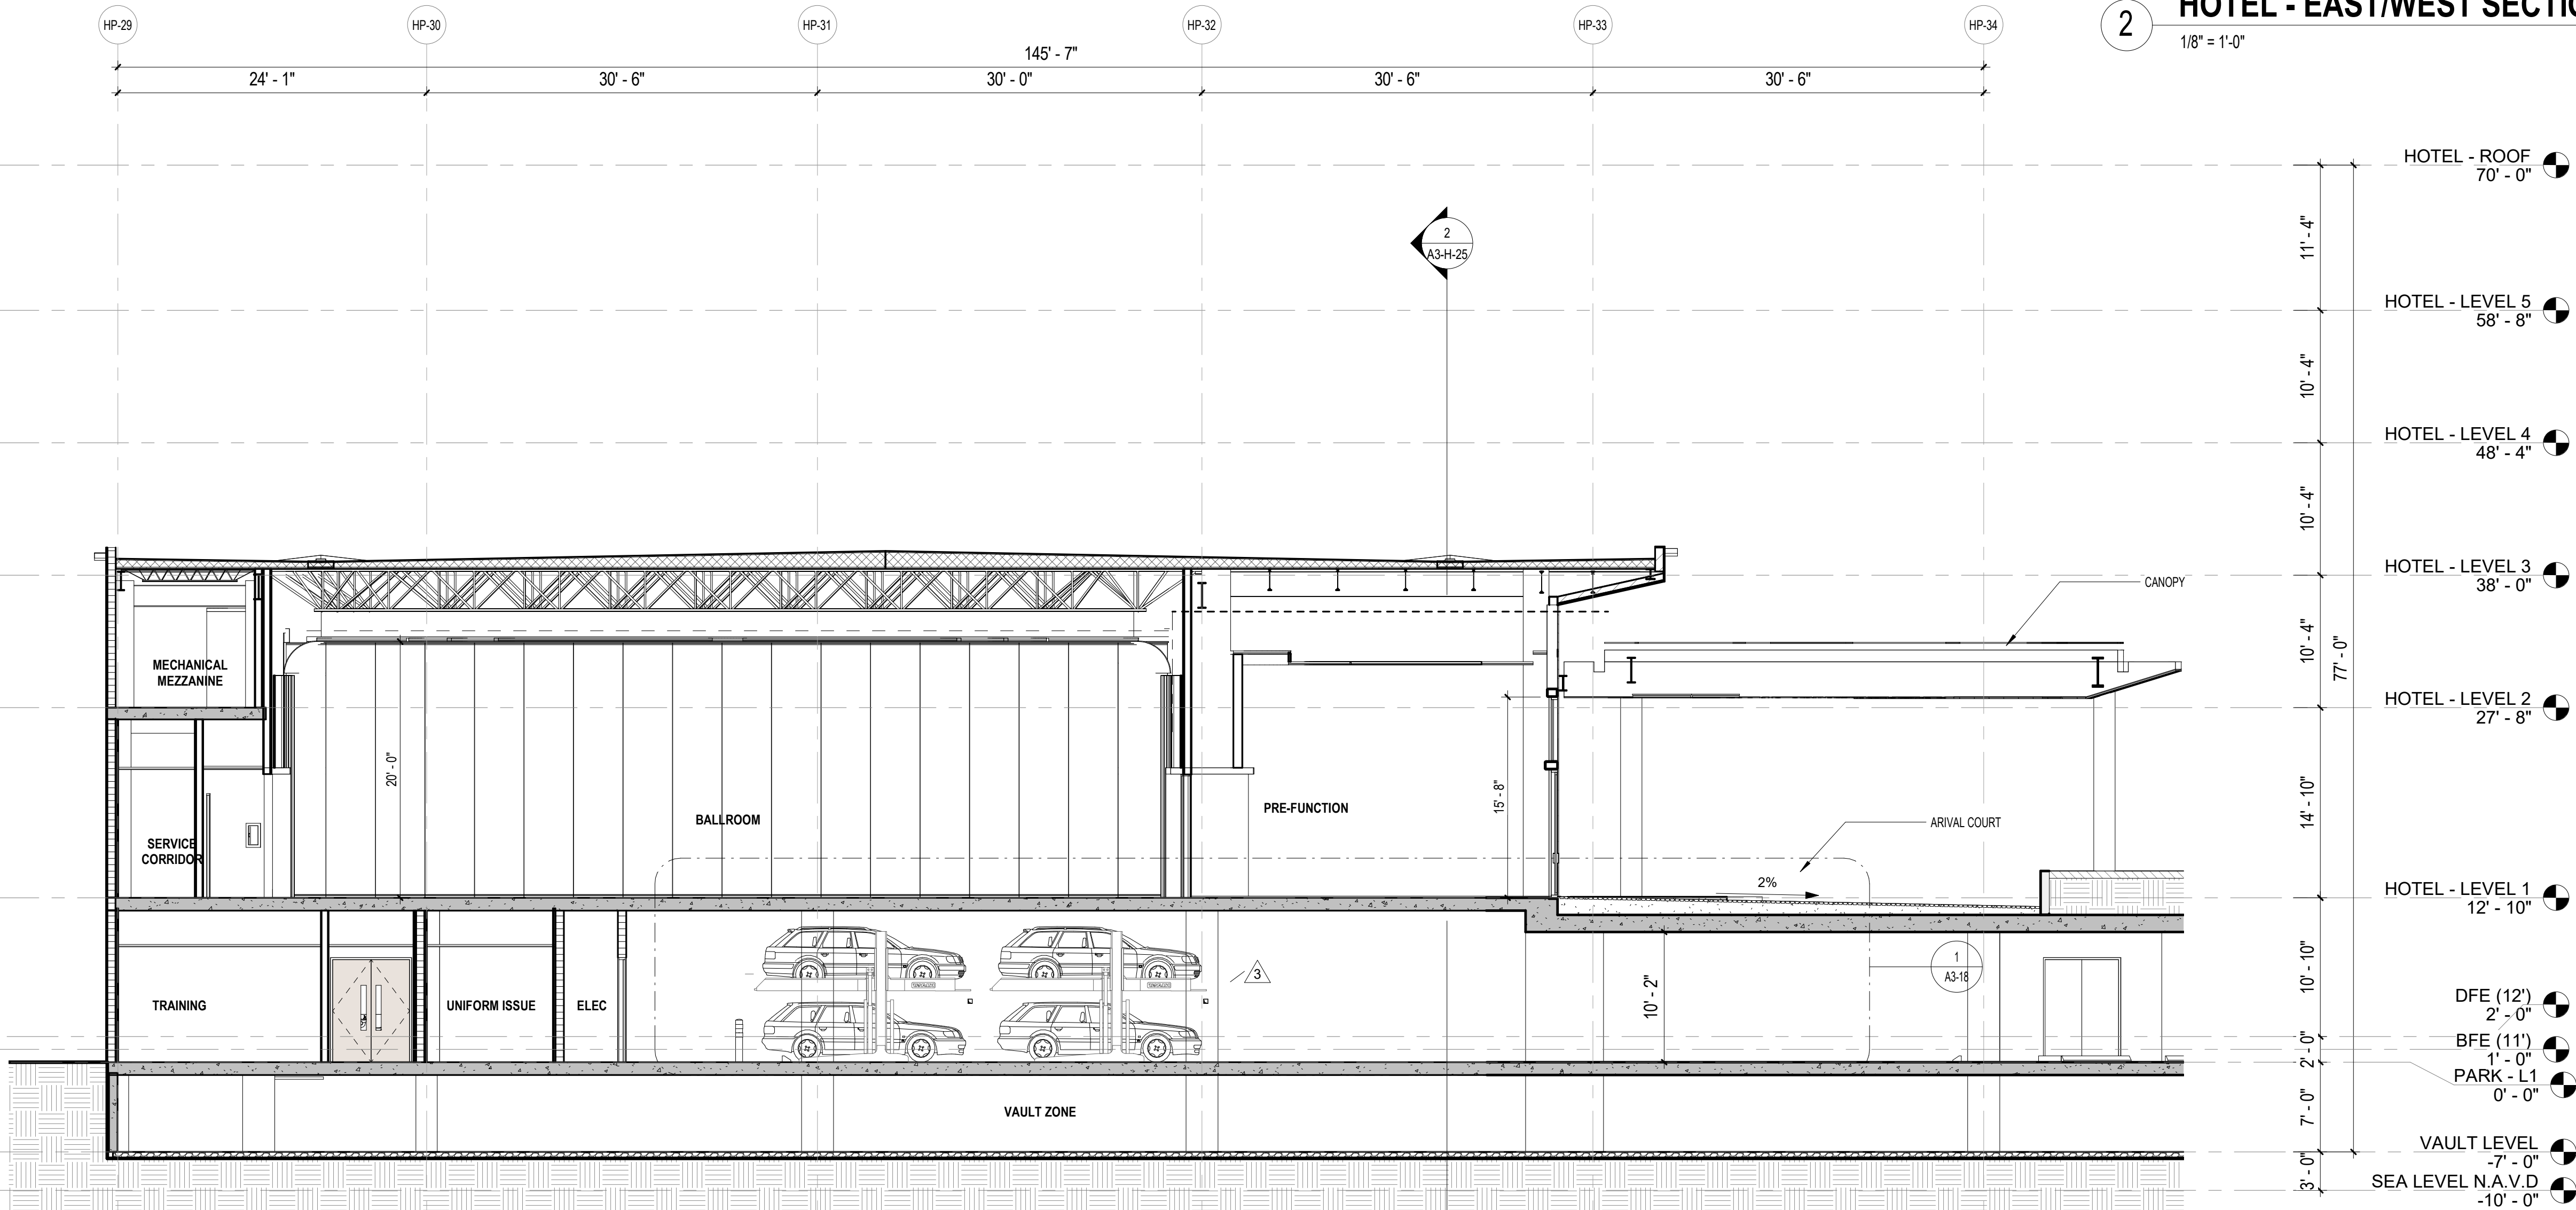 HP-29
HP-30
HP-31
HP-32
HP-33
HP-34
2
1/8" = 1'-0"
145' - 7"
24' - 1"
30' - 6"
30' - 0"
30' - 6"
30' - 6"
HOTEL - ROOF
70' - 0"
11' - 4"
2
A3-H-25
HOTEL - LEVEL 5
58' - 8"
10' - 4"
HOTEL - LEVEL 4
48' - 4"
10' - 4"
HOTEL - LEVEL 3
38' - 0"
CANOPY
10' - 4"
77' - 0"
MECHANICAL
MEZZANINE
HOTEL - LEVEL 2
27' - 8"
20' - 0"
15' - 8"
14' - 10"
BALLROOM
PRE-FUNCTION
ARIVAL COURT
SERVICE
CORRIDOR
2%
HOTEL - LEVEL 1
12' - 10"
10' - 10"
1
A3-18
3
10' - 2"
TRAINING
UNIFORM ISSUE
ELEC
DFE (12')
2' - 0"
BFE (11')
1' - 0"
2' - 0"
PARK - L1
0' - 0"
7' - 0"
VAULT ZONE
VAULT LEVEL
-7' - 0"
3' - 0"
SEA LEVEL N.A.V.D
-10' - 0"
HOTEL - EAST/WEST